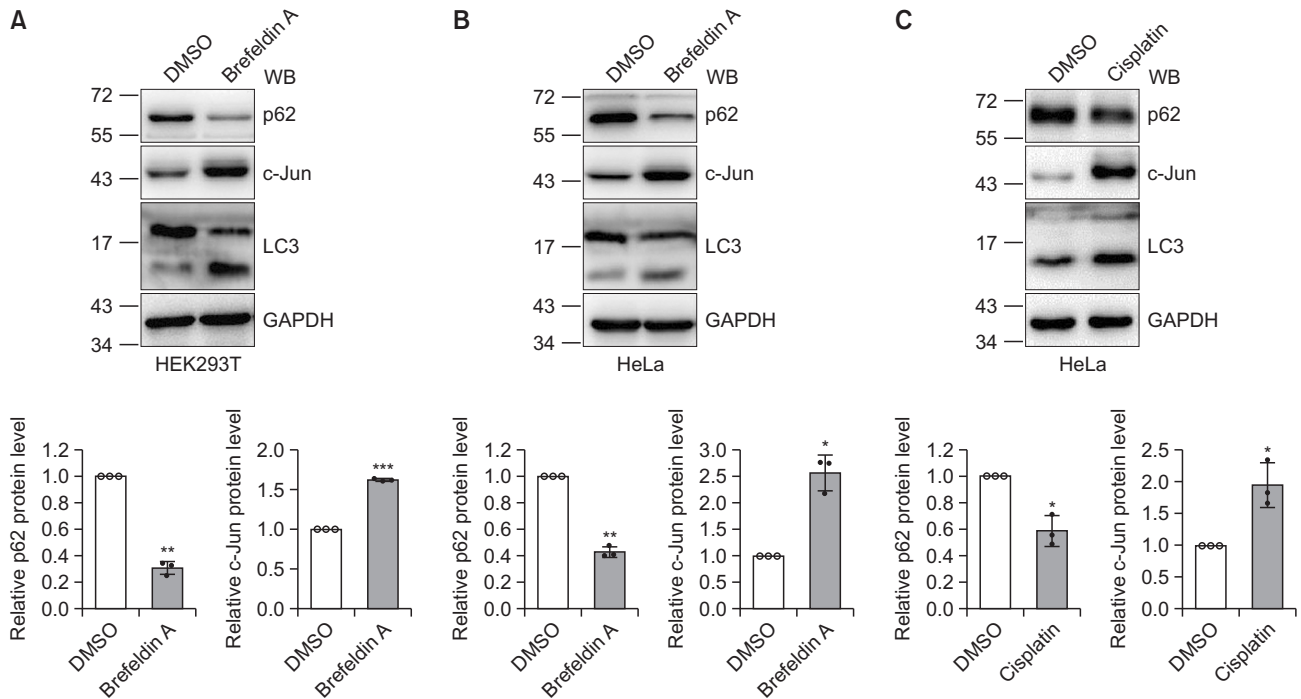 A
DMSO
Brefeldin A
WB
72
55
p62
43
c-Jun
17
LC3
43
34
GAPDH
HEK293T
B
DMSO
Brefeldin A
WB
72
55
p62
43
c-Jun
17
LC3
43
34
GAPDH
HeLa
C
DMSO
Cisplatin
WB
72
55
p62
43
c-Jun
17
LC3
43
34
GAPDH
HeLa
Relative p62 protein level
1.2
1.0
0.8
0.6
0.4
0.2
0.0
**
DMSO
Brefeldin A
Relative c-Jun protein level
2.0
1.5
1.0
0.5
0.0
***
DMSO
Brefeldin A
Relative p62 protein level
1.2
1.0
0.8
0.6
0.4
0.2
0.0
**
DMSO
Brefeldin A
Relative c-Jun protein level
3.0
2.5
2.0
1.5
1.0
0.5
0.0
*
DMSO
Brefeldin A
Relative p62 protein level
1.2
1.0
0.8
0.6
0.4
0.2
0.0
*
DMSO
Cisplatin
Relative c-Jun protein level
2.5
2.0
1.5
1.0
0.5
0.0
*
DMSO
Cisplatin